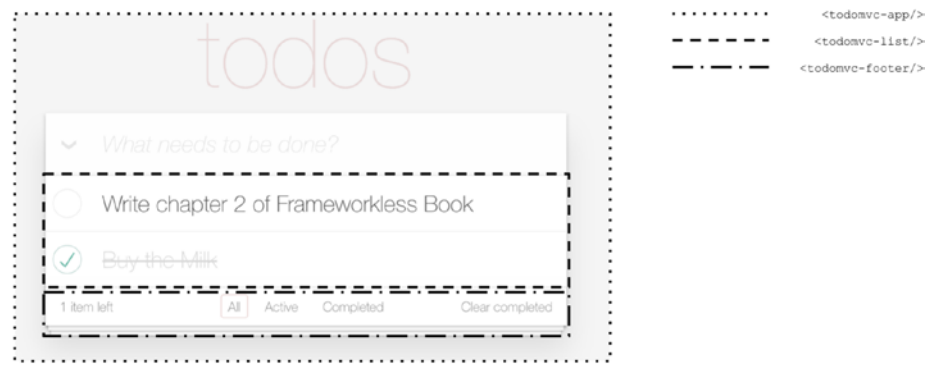 todos
<todomvc-app/>
<todomvc-list/>
<todomvc-footer/>
What needs to be done?
Write chapter 2 of Frameworkless Book
Buy the Milk
1 item left All Active Completed Clear completed